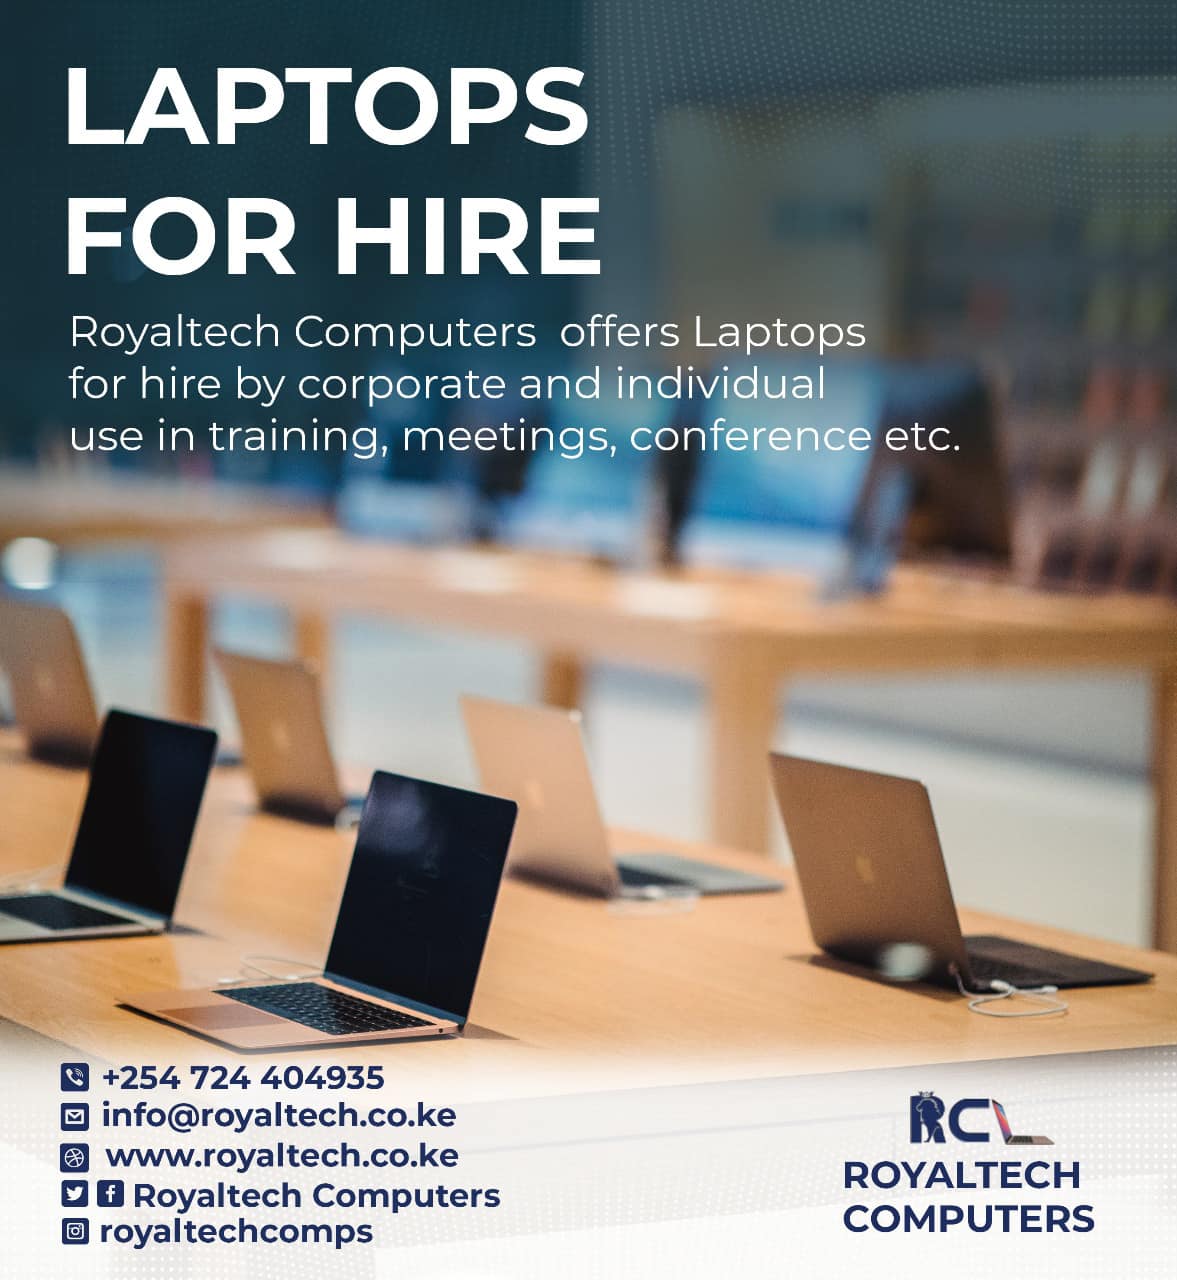 LAPTOPS
FOR HIRE
Royaltech Computers offers Laptops
for hire by corporate and individual
use in training, meetings, conference etc.
+254 724 404935
info@royaltech.co.ke
www.royaltech.co.ke
Royaltech Computers
royaltechcomps
RCL
ROYALTECH
COMPUTERS